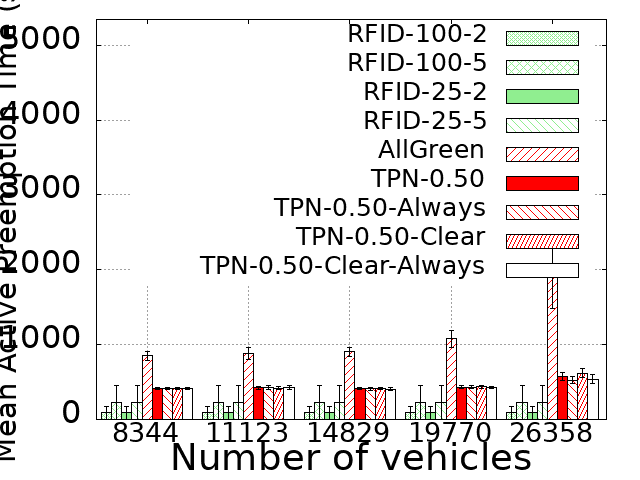 Mean Active Preemption Time (s
5000
4000
3000
2000
1000
0
RFID-100-2
RFID-100-5
RFID-25-2
RFID-25-5
AllGreen
TPN-0.50
TPN-0.50-Always
TPN-0.50-Clear
TPN-0.50-Clear-Always
8344 11123 14829 19770 26358
Number of vehicles